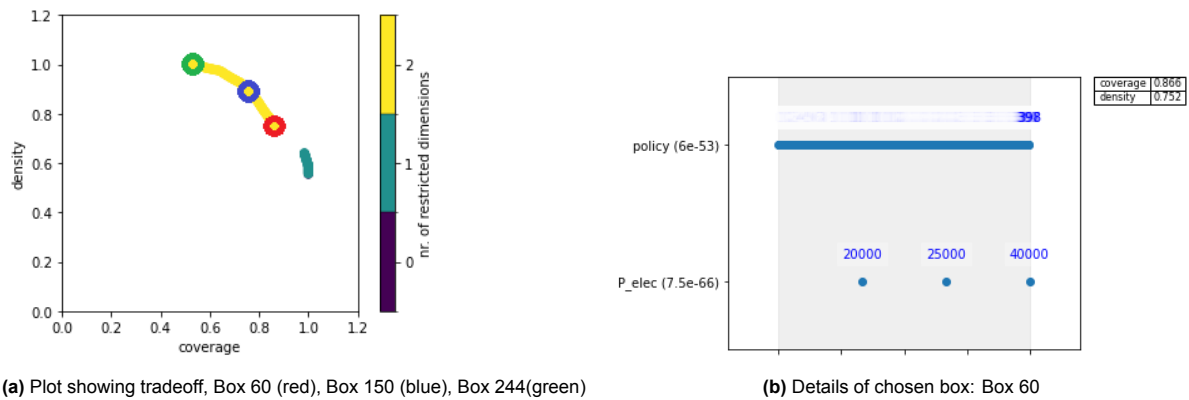 1.2
1.0
0.8
0.6
0.4
0.2
0.0
density
0.0 0.2 0.4 0.6 0.8 1.0 1.2
coverage
2
1
0
nr. of restricted dimensions
coverage 0.866
density 0.752
398
policy (6e-53)
20000 25000 40000
P_elec (7.5e-66)
(a) Plot showing tradeoff, Box 60 (red), Box 150 (blue), Box 244(green)
(b) Details of chosen box: Box 60